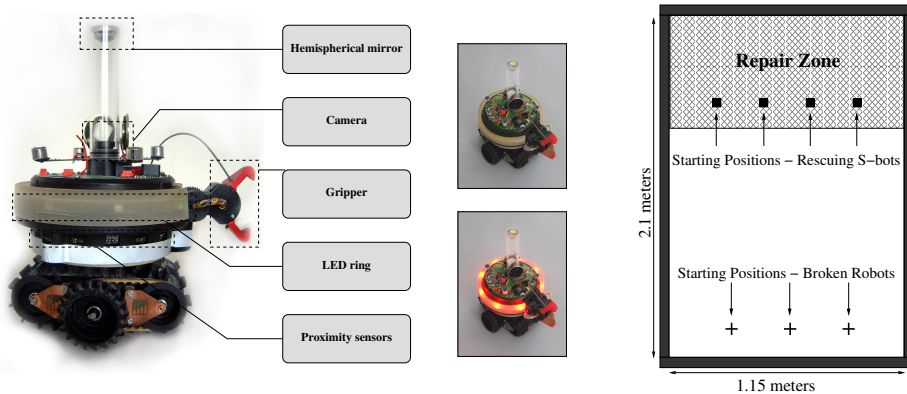 Hemispherical mirror
Camera
Gripper
LED ring
Proximity sensors
Repair Zone
Starting Positions – Rescuing S–bots
Starting Positions – Broken Robots
2.1 meters
1.15 meters